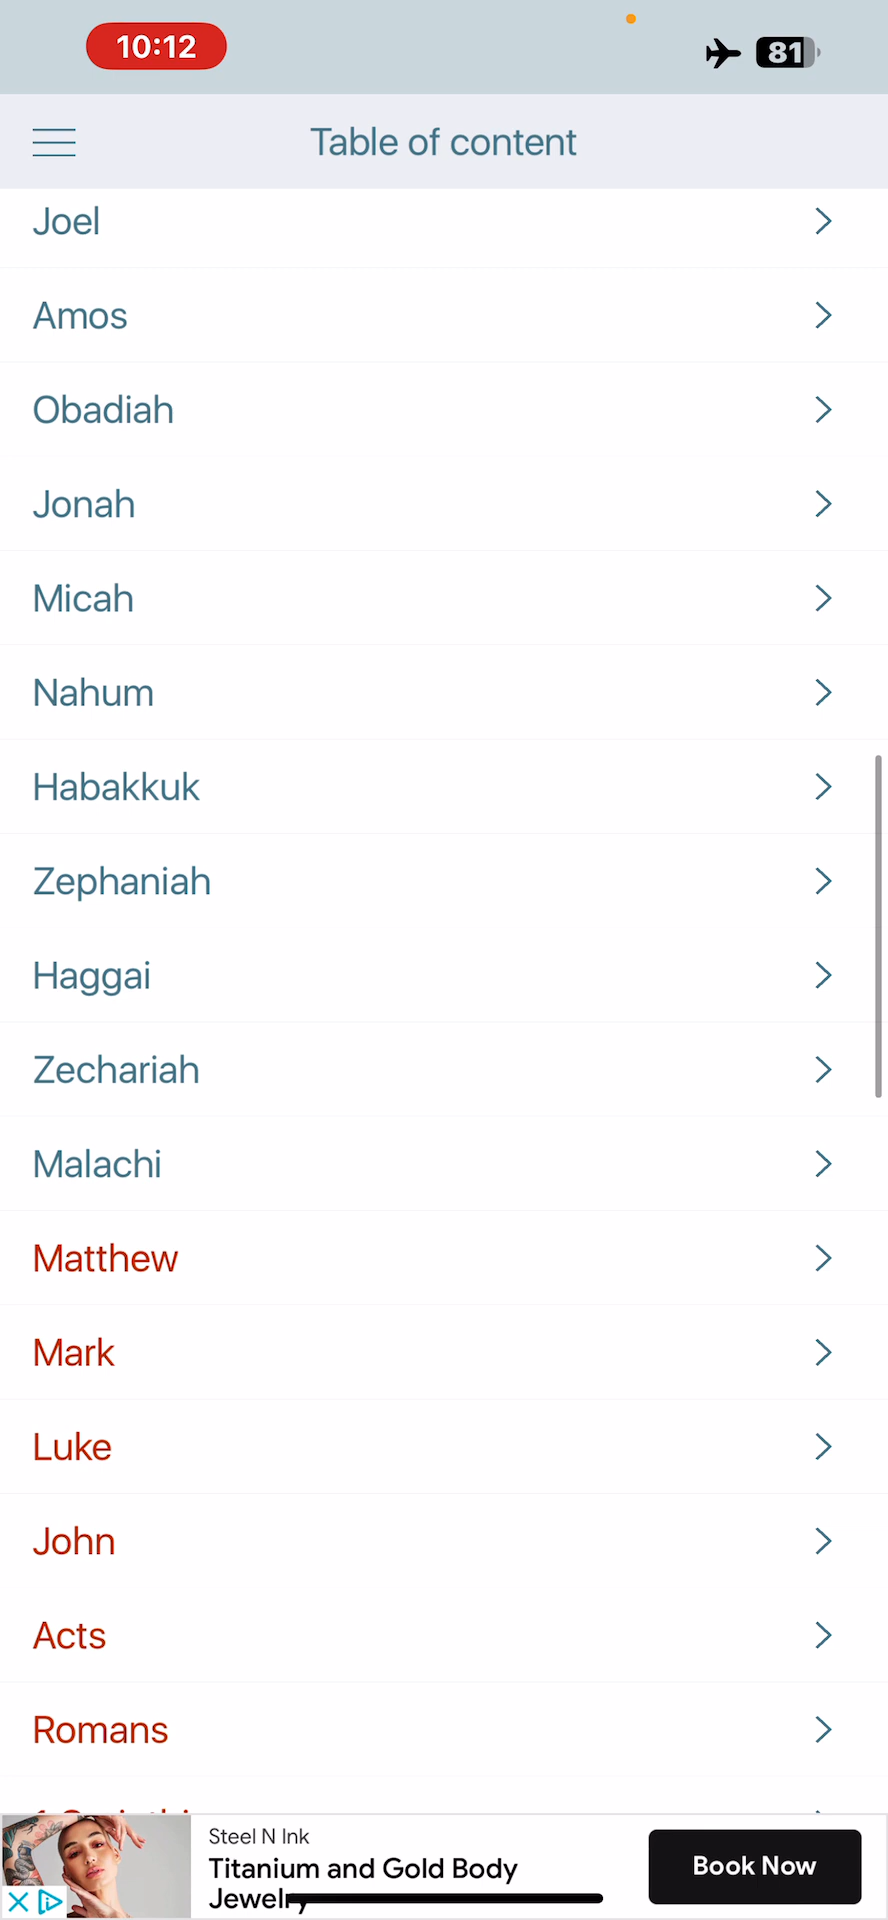 10:12
81
Table of content
Joel
Amos
Obadiah
Jonah
Micah
Nahum
Habakkuk
Zephaniah
Haggai
Zechariah
Malachi
Matthew
Mark
Luke
John
Acts
Romans
Steel N Ink
Titanium and Gold Body
Jewelry
Book Now